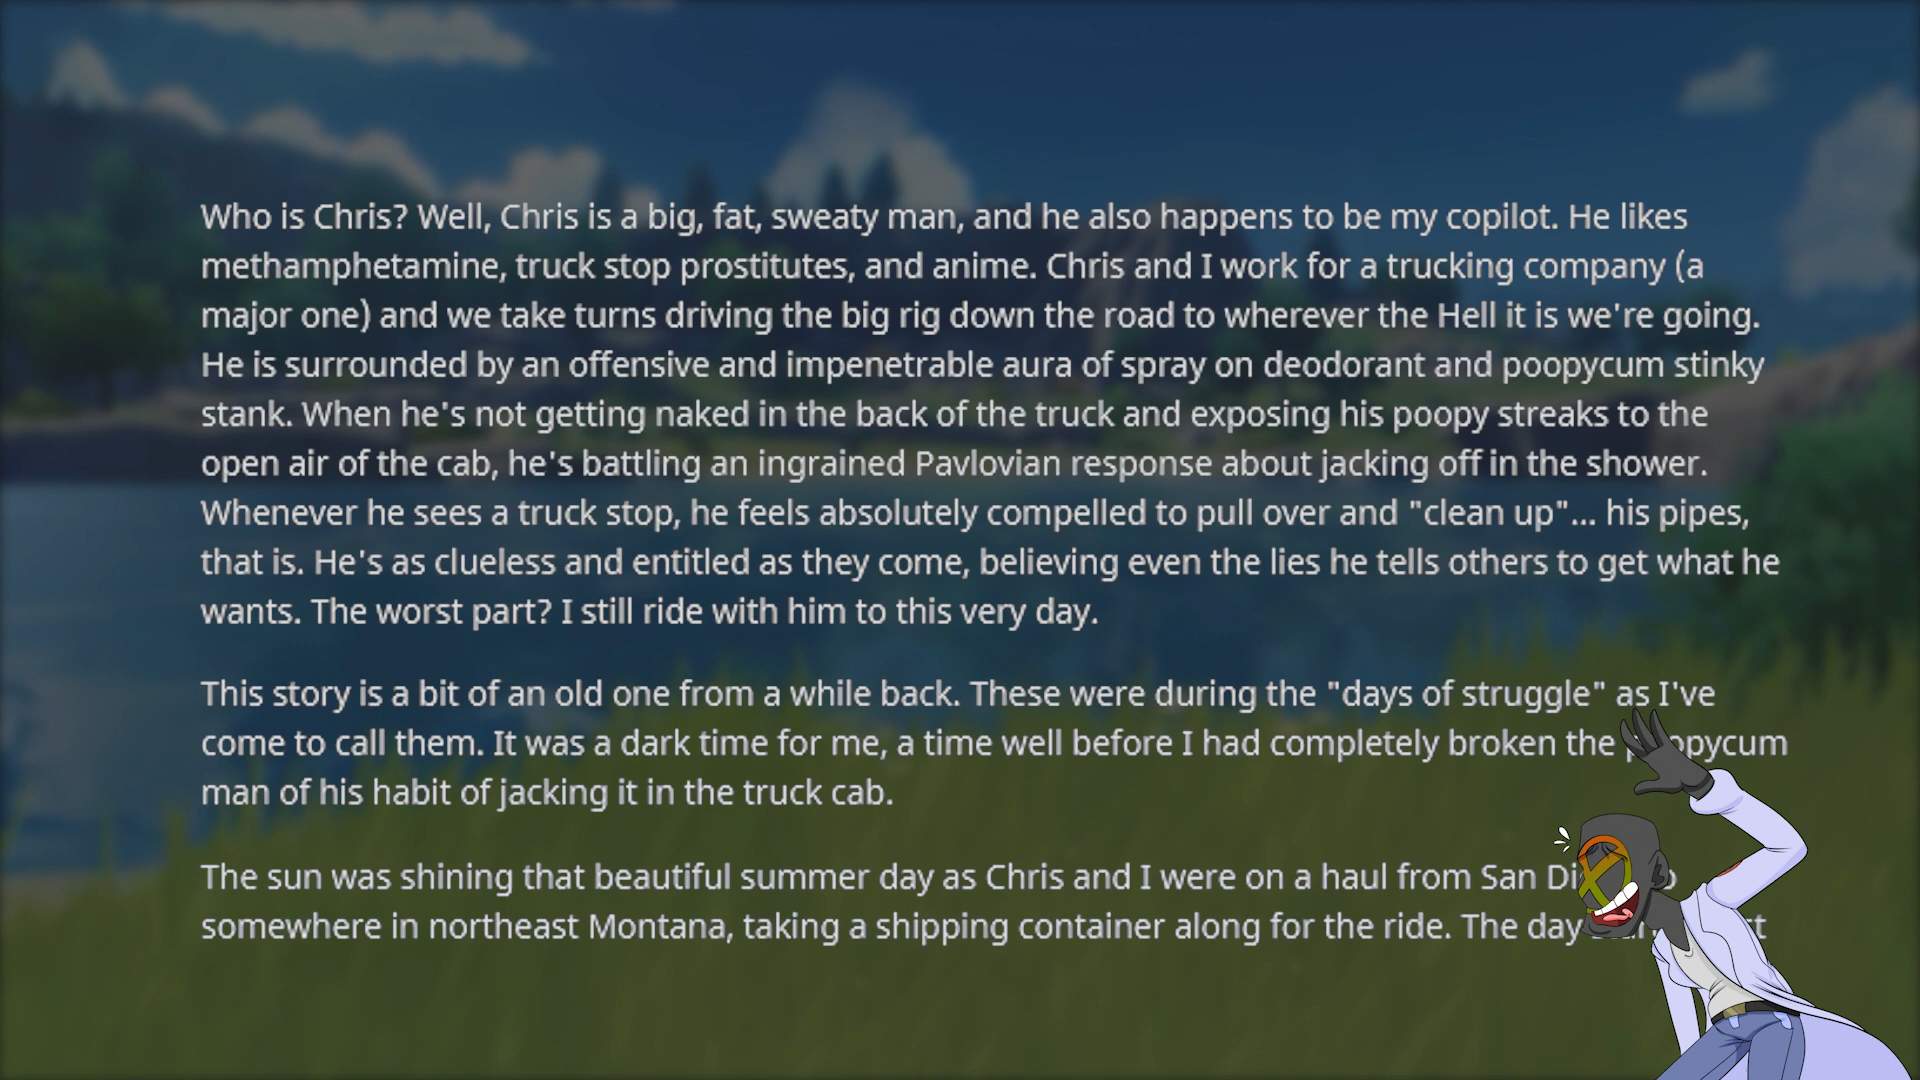 Who is Chris? Well, Chris is a big, fat, sweaty man, and he also happens to be my copilot. He likes
methamphetamine, truck stop prostitutes, and anime. Chris and I work for a trucking company (a
major one) and we take turns driving the big rig down the road to wherever the Hell it is we're going.
He is surrounded by an offensive and impenetrable aura of spray on deodorant and poopycum stinky
stank. When he's not getting naked in the back of the truck and exposing his poopy streaks to the
open air of the cab, he's battling an ingrained Pavlovian response about jacking off in the shower.
Whenever he sees a truck stop, he feels absolutely compelled to pull over and "clean up"... his pipes,
that is. He's as clueless and entitled as they come, believing even the lies he tells others to get what he
wants. The worst part? I still ride with him to this very day.
This story is a bit of an old one from a while back. These were during the "days of struggle" as I've
come to call them. It was a dark time for me, a time well before I had completely broken the poopycum
man of his habit of jacking it in the truck cab.
The sun was shining that beautiful summer day as Chris and I were on a haul from San
somewhere in northeast Montana, taking a shipping container along for the ride. The day